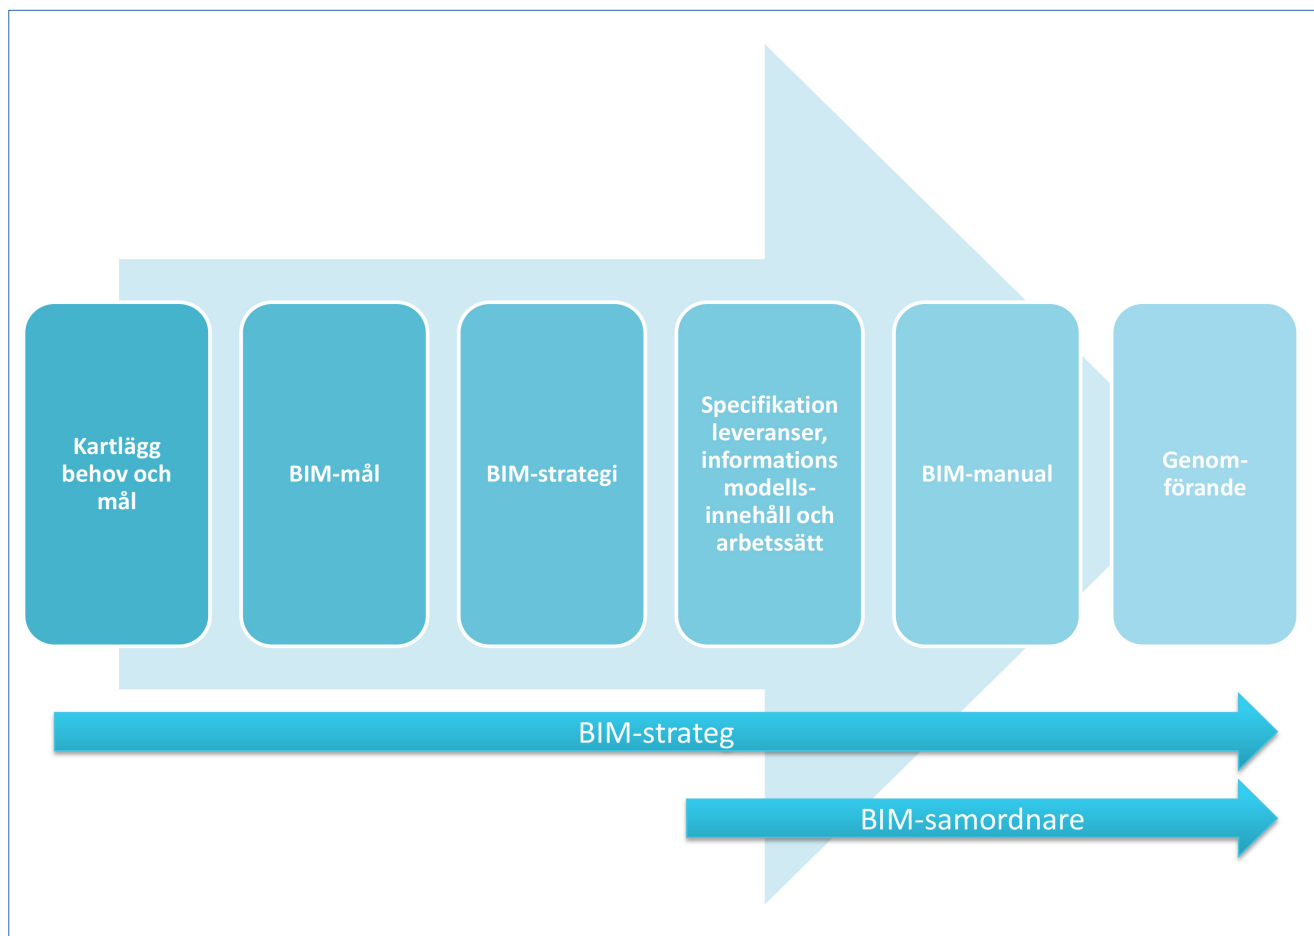 Kartlägg
behov och
mål
BIM-mål
BIM-strategi
Specifikation
leveranser,
informations
modells-
innehåll och
arbetssätt
BIM-manual
Genom-
förande
BIM-strateg
BIM-samordnare